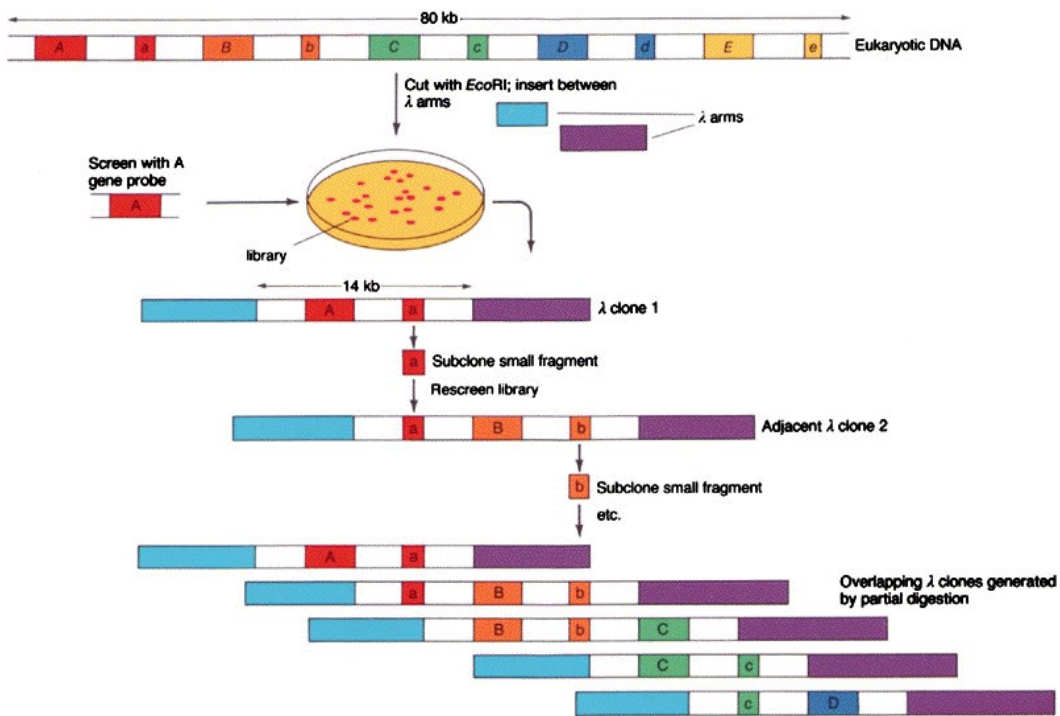 80 kb
A a B b C c D d E e
Eukaryotic DNA
Cut with EcoRI; insert between
λ arms
λ arms
Screen with A
gene probe
A
library
14 kb
A a
λ clone 1
a
Subclone small fragment
Rescreen library
a B b
Adjacent λ clone 2
b
Subclone small fragment
etc.
A a
Overlapping λ clones generated
by partial digestion
a B b
B b C
C c
c D